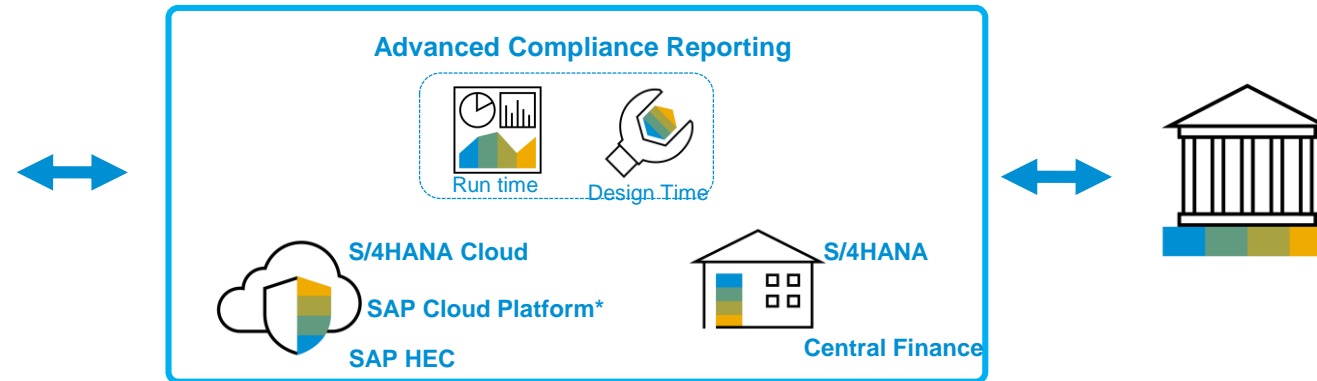 Advanced Compliance Reporting
Run time
Design Time
S/4HANA Cloud
S/4HANA
SAP Cloud Platform*
Central Finance
SAP HEC